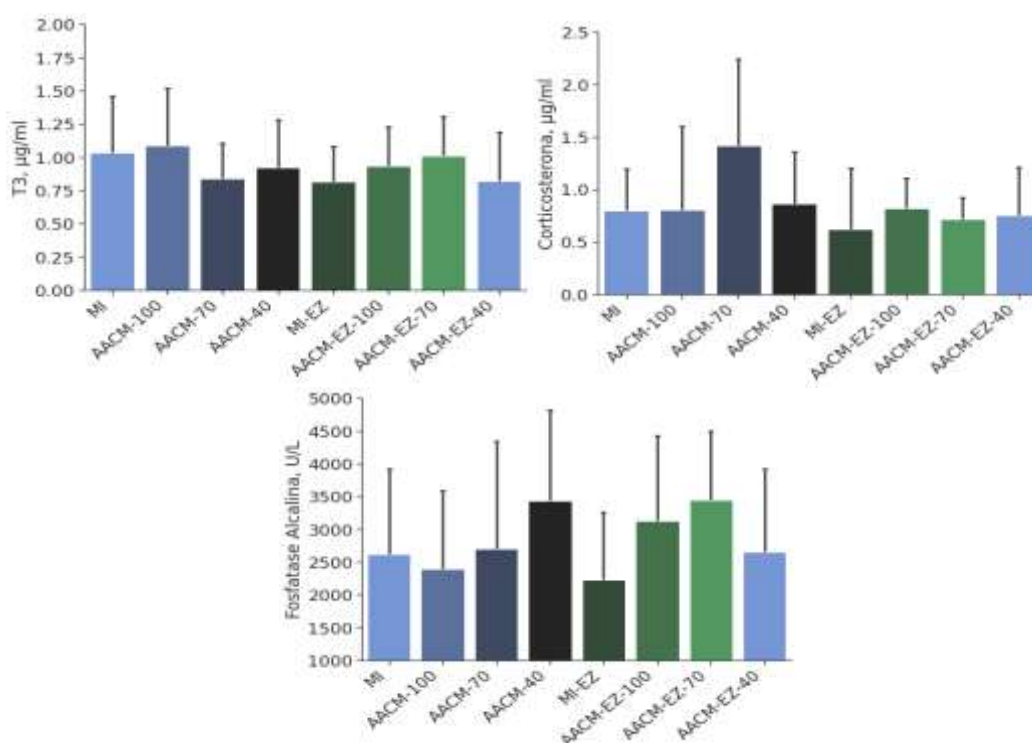 T3, µg/ml
2.00
1.75
1.50
1.25
1.00
0.75
0.50
0.25
0.00
MI
AACM-100
AACM-70
AACM-40
MI-EZ
AACM-EZ-100
AACM-EZ-70
AACM-EZ-40
Corticosterona, µg/ml
2.5
2.0
1.5
1.0
0.5
0.0
MI
AACM-100
AACM-70
AACM-40
MI-EZ
AACM-EZ-100
AACM-EZ-70
AACM-EZ-40
Fosfatase Alcalina, U/L
5000
4500
4000
3500
3000
2500
2000
1500
1000
MI
AACM-100
AACM-70
AACM-40
MI-EZ
AACM-EZ-100
AACM-EZ-70
AACM-EZ-40